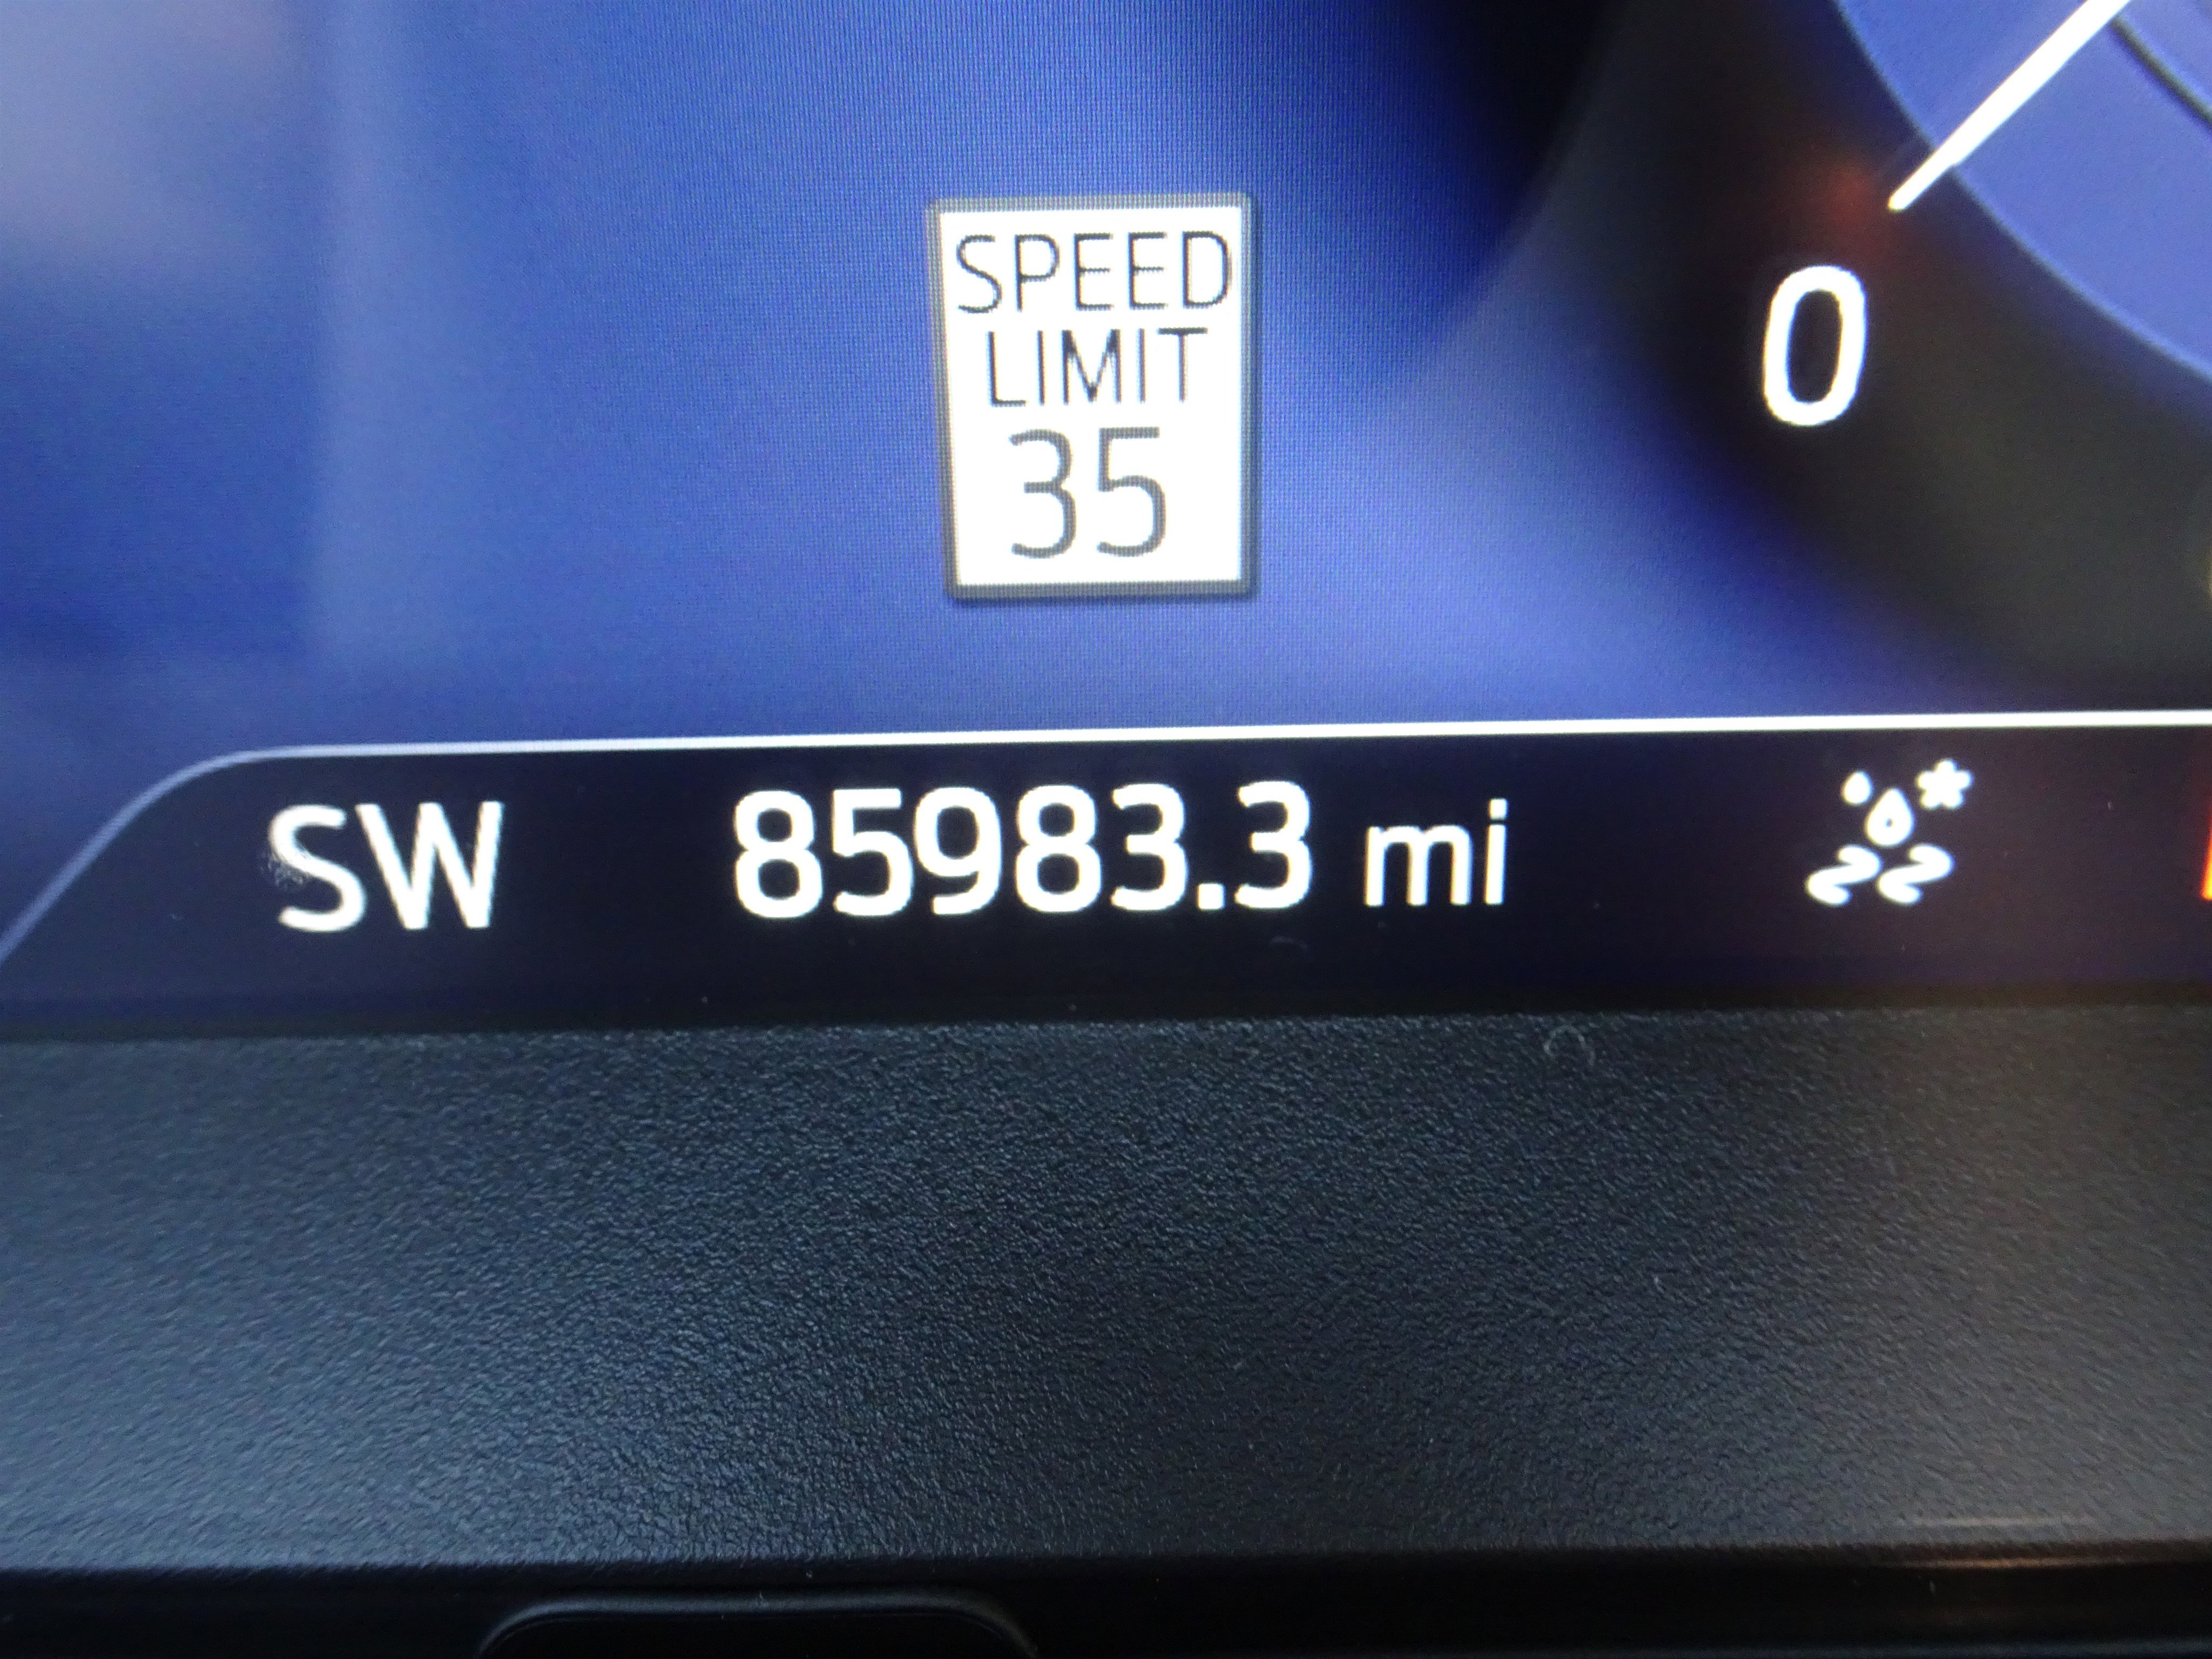 SPEED
LIMIT
35
0
SW 85983.3 mi